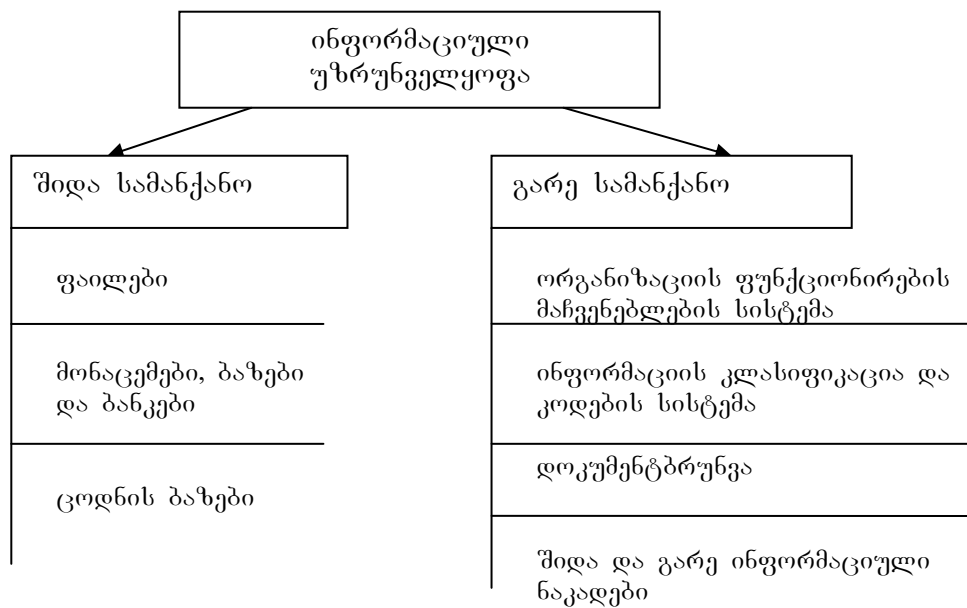 ინფორმაციული
უზრუნველყოფა
შიდა სამანქანო
ფაილები
მონაცემები, ბაზები
და ბანკები
ცოდნის ბაზები
გარე სამანქანო
ორგანიზაციის ფუნქციონირების
მაჩვენებლების სისტემა
ინფორმაციის კლასიფიკაცია და
კოდების სისტემა
დოკუმენტბრუნვა
შიდა და გარე ინფორმაციული
ნაკადები